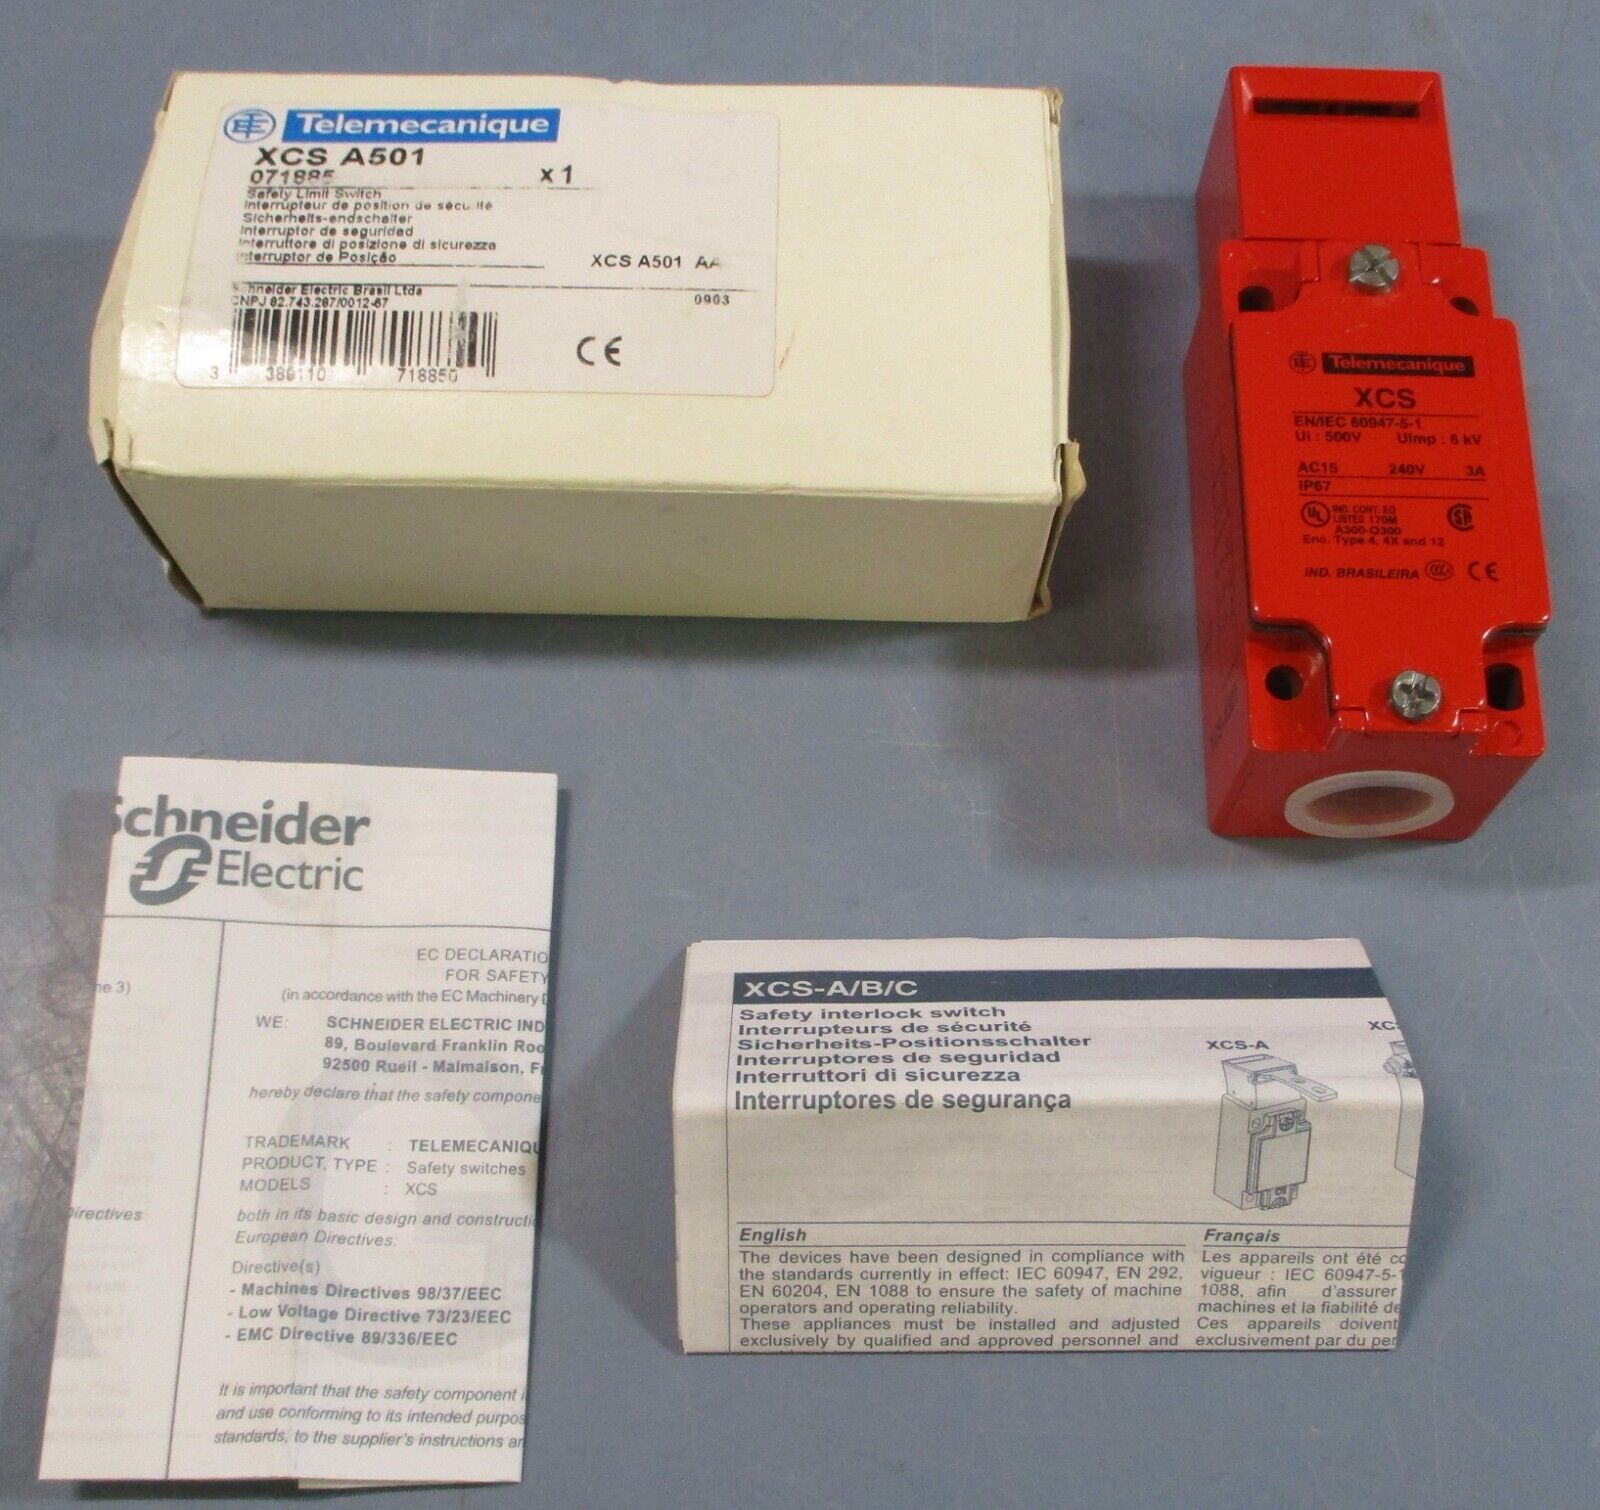 Telemecanique
XCS A501
071885
x 1
Safety Limit Switch
Interrupteur de position de sécurité
Sicherheits-endschalter
Interruptor de seguridad
Interruttore di posizione di sicurezza
Interruptor de Posição
XCS A501 AA
Schneider Electric Brasil Ltda
CNPJ 82.743.287/0012-67
0903
3 389110 718850
CE
Telemecanique
XCS
EN/IEC 60947-5-1
Ui : 500V Uimp : 6 kV
AC15 240V 3A
IP67
UL IND. CONT. EQ
LISTED 170M
A300-Q300
Enc. Type 4, 4X and 12
IND. BRASILEIRA CCC CE
Schneider
Electric
ne 3)
Directives
EC DECLARATIO
FOR SAFETY
(in accordance with the EC Machinery D
WE: SCHNEIDER ELECTRIC IND
89, Boulevard Franklin Roo
92500 Rueil - Malmaison, Fr
hereby declare that the safety compone
TRADEMARK : TELEMECANIQU
PRODUCT, TYPE : Safety switches
MODELS : XCS
both in its basic design and constructio
European Directives:
Directive(s)
- Machines Directives 98/37/EEC
- Low Voltage Directive 73/23/EEC
- EMC Directive 89/336/EEC
It is important that the safety component i
and use conforming to its intended purpos
standards, to the supplier's instructions an
XCS-A/B/C
Safety interlock switch
Interrupteurs de sécurité
Sicherheits-Positionsschalter
Interruptores de seguridad
Interruttori di sicurezza
Interruptores de segurança
XCS-A
XC
English
The devices have been designed in compliance with
the standards currently in effect: IEC 60947, EN 292,
EN 60204, EN 1088 to ensure the safety of machine
operators and operating reliability.
These appliances must be installed and adjusted
exclusively by qualified and approved personnel and
Français
Les appareils ont été co
vigueur : IEC 60947-5-1
1088, afin d'assurer
machines et la fiabilité de
Ces appareils doivent
exclusivement par du per